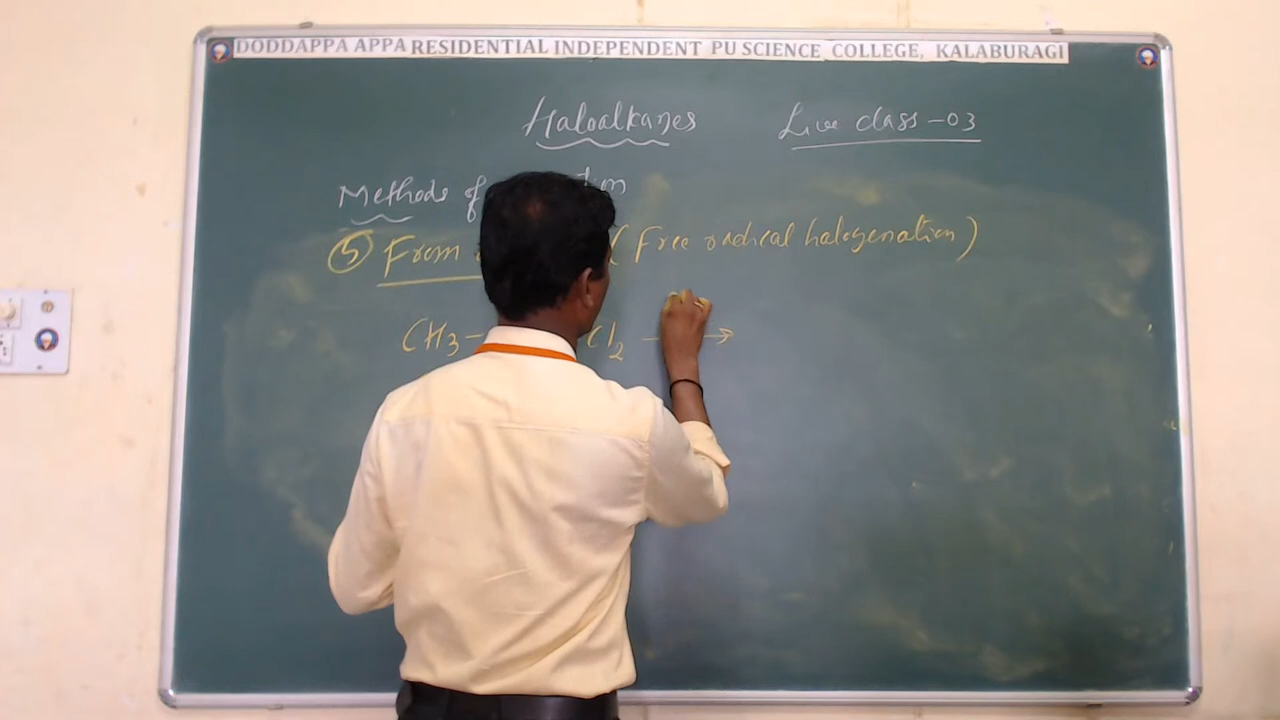 DODDAPPA APPA RESIDENTIAL INDEPENDENT PU SCIENCE COLLEGE, KALABURAGI
Haloalkanes Live class -03
Methods of
⑤ From (Free radical halogenation)
CH3- Cl2 →